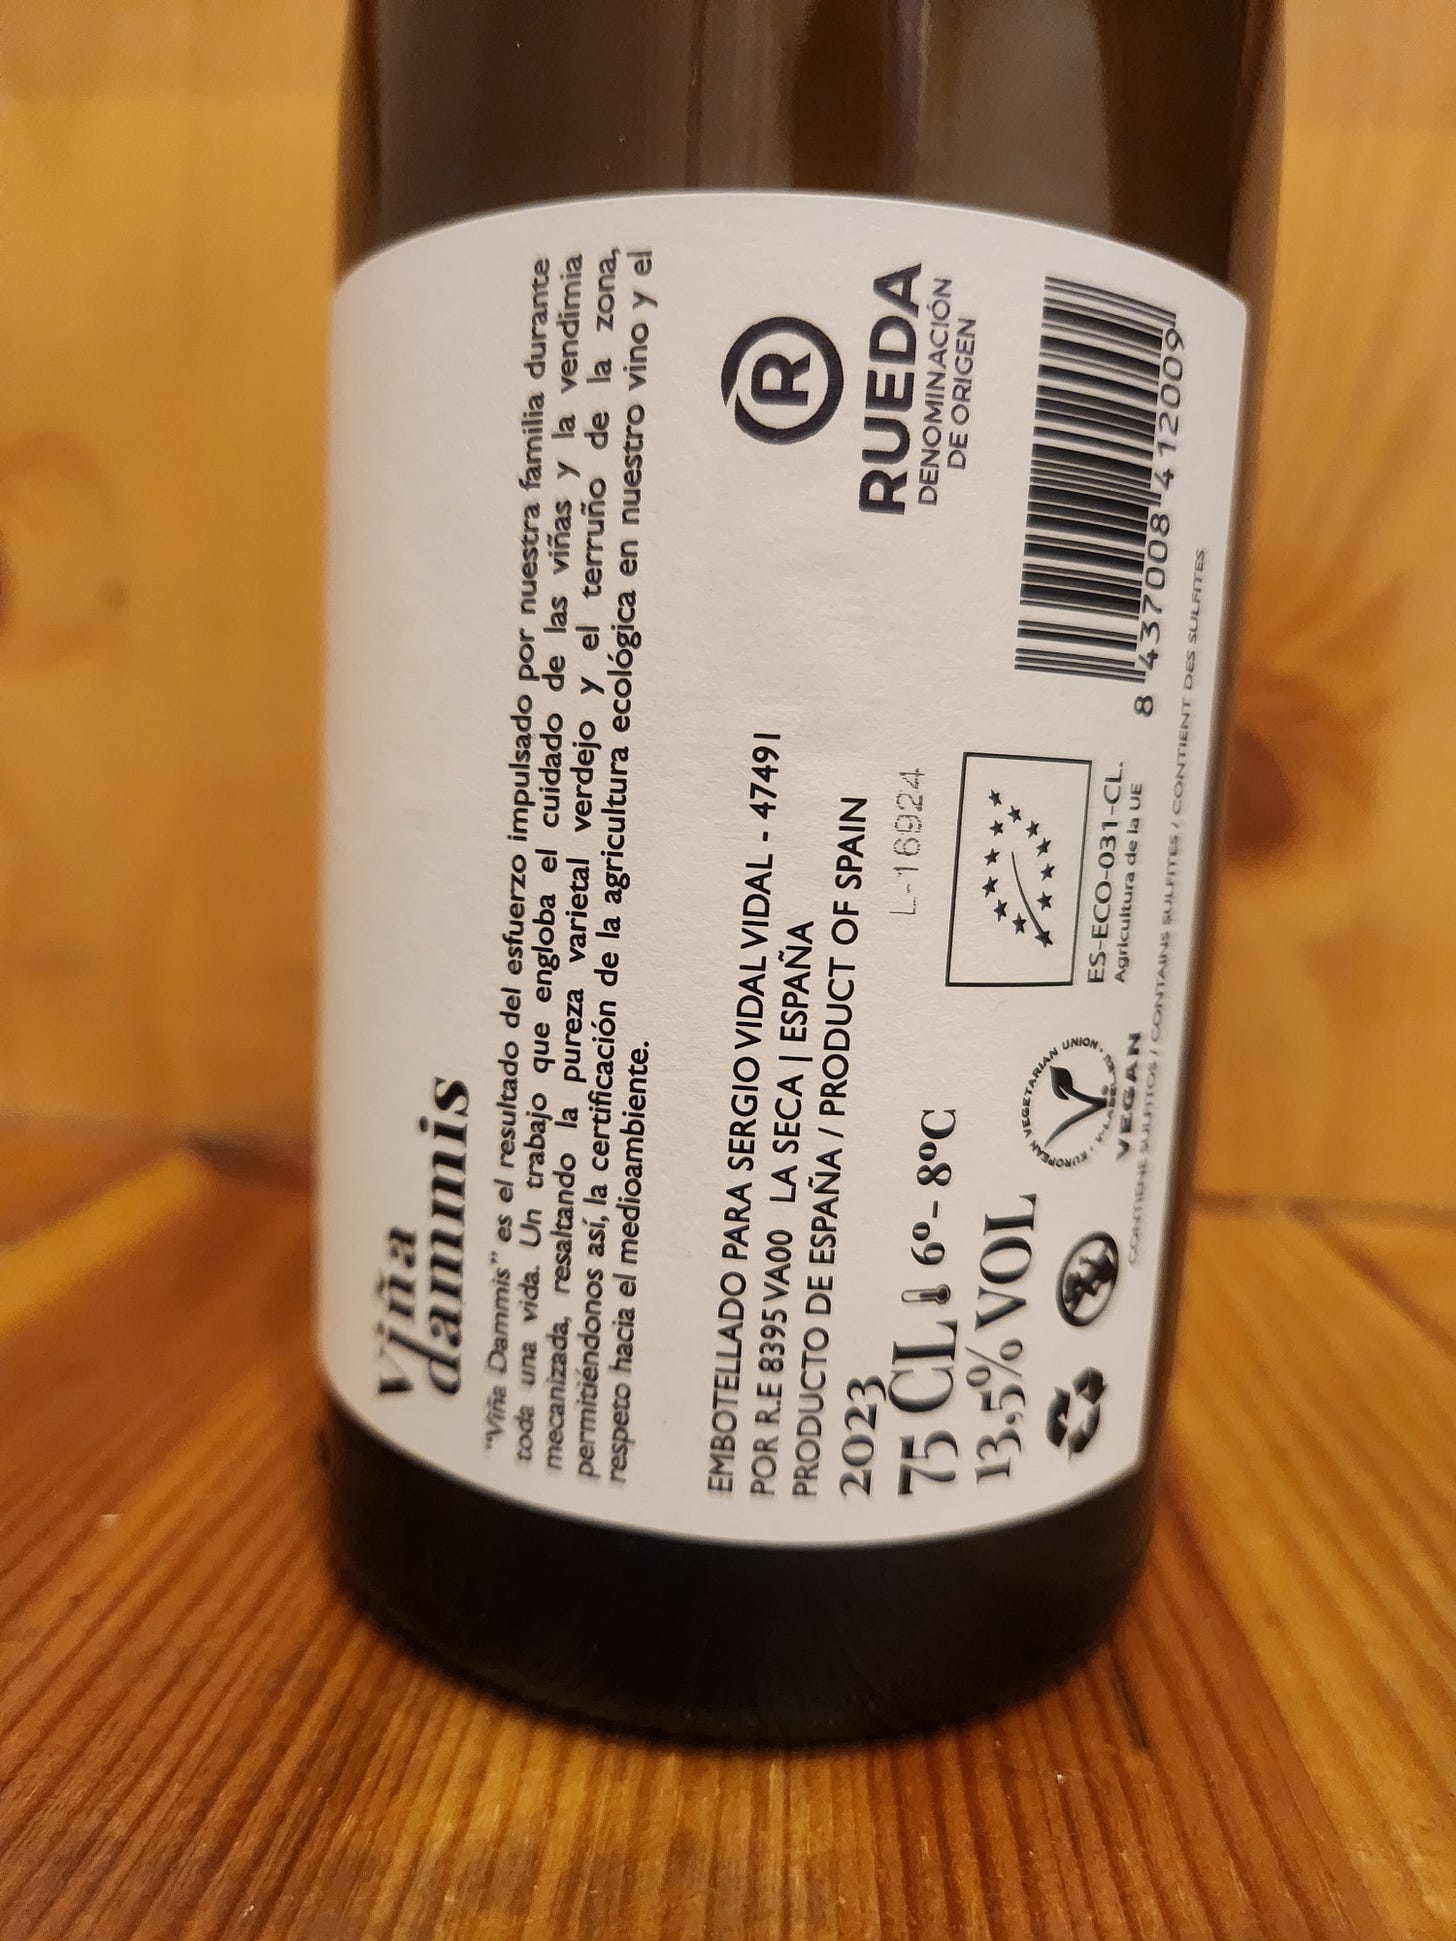 Viña
dammis
"Viña Dammis" es el resultado del esfuerzo impulsado por nuestra familia durante
toda una vida. Un trabajo que engloba el cuidado de las viñas y la vendimia
mecanizada, resaltando la pureza varietal verdejo y el terruño de la zona,
permitiéndonos así, la certificación de la agricultura ecológica en nuestro vino y el
respeto hacia el medioambiente.
EMBOTELLADO PARA SERGIO VIDAL VIDAL - 47491
POR R.E 8395 VA00 LA SECA | ESPAÑA
PRODUCTO DE ESPAÑA / PRODUCT OF SPAIN
2023
L-16924
75 CL 6º- 8ºC
13,5% VOL
R
RUEDA
DENOMINACIÓN
DE ORIGEN
EUROPEAN VEGETARIAN UNION
VEGAN
ES-ECO-031-CL.
Agricultura de la UE
8 437008 412009
CONTIENE SULFITOS / CONTAINS SULFITES / CONTIENT DES SULFITES